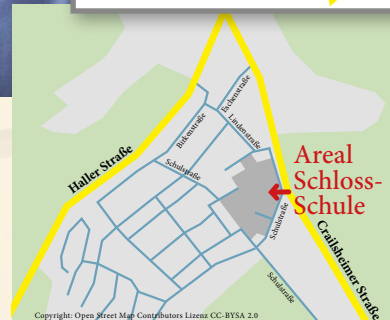 Eschenstraße
Birkenstraße
Lindenstraße
Haller Straße
Schulstraße
Areal
Schloss-
Schule
Schulstraße
Crailsheimer Straße
Schulstraße
Copyright: Open Street Map Contributors Lizenz CC-BYSA 2.0